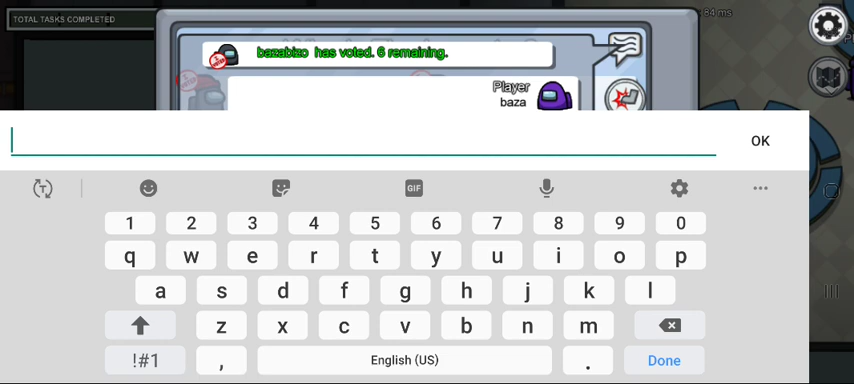 TOTAL TASKS COMPLETED
84 ms
bazabizo has voted. 6 remaining.
Player
baza
OK
GIF
1 2 3 4 5 6 7 8 9 0
q w e r t y u i o p
a s d f g h j k l
z x c v b n m
!#1 , English (US) . Done